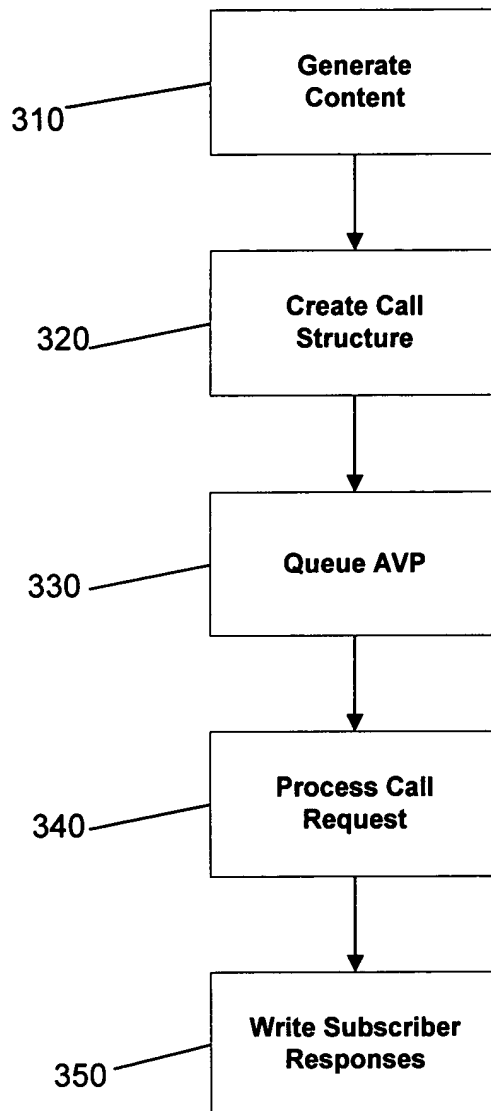 Generate
Content
310
Create Call
Structure
320
Queue AVP
330
Process Call
Request
340
Write Subscriber
Responses
350